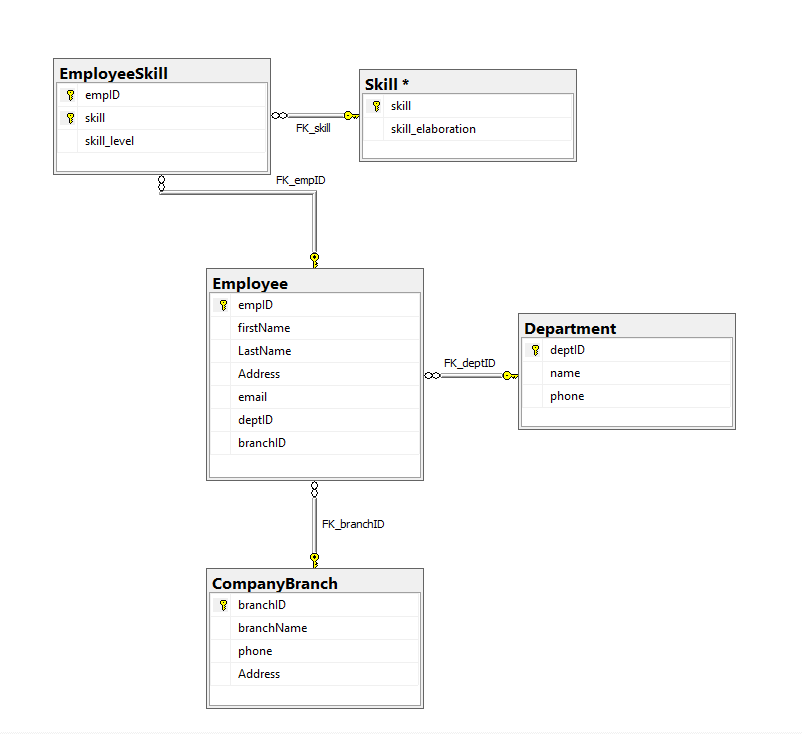 EmployeeSkill
empID
skill
skill_level
Skill *
skill
skill_elaboration
FK_skill
FK_empID
Employee
empID
firstName
LastName
Address
email
deptID
branchID
FK_deptID
Department
deptID
name
phone
FK_branchID
CompanyBranch
branchID
branchName
phone
Address